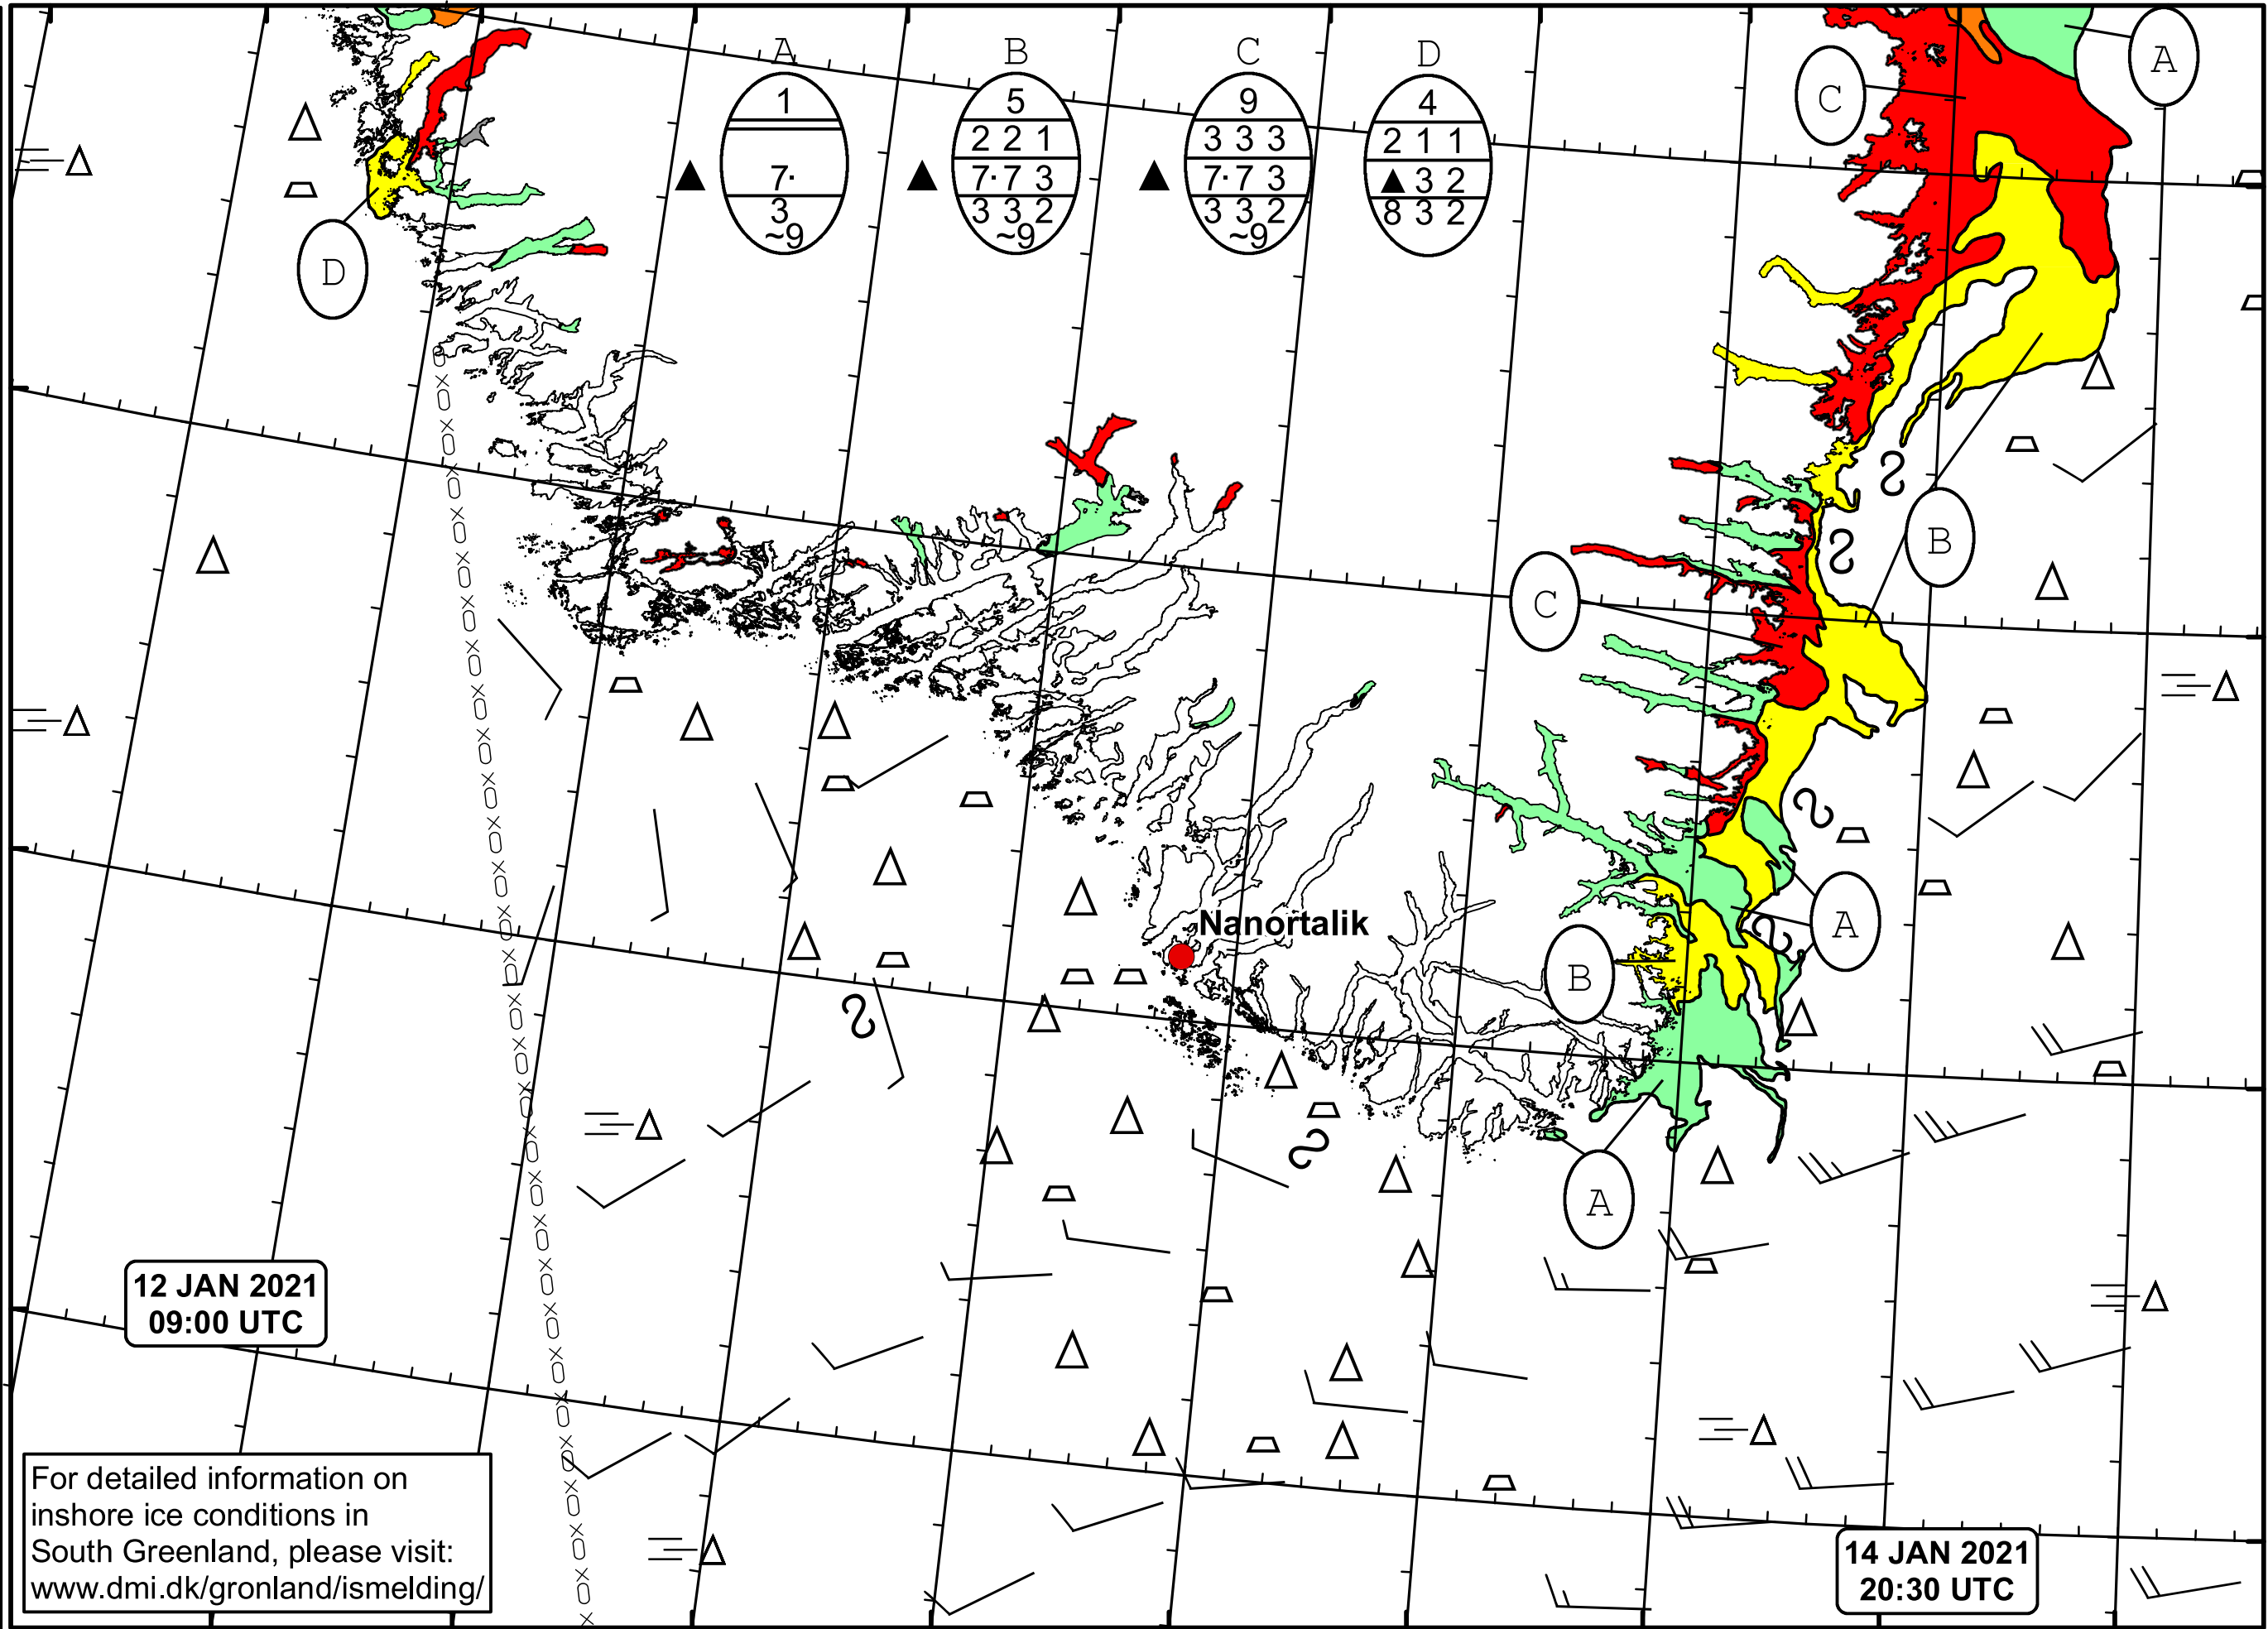 A B C D
1
7·
3
~9
5
2 2 1
7·7 3
3 3 2
~9
9
3 3 3
7·7 3
3 3 2
~9
4
2 1 1
▲ 3 2
8 3 2
A
C
D
B
C
Nanortalik
A
B
A
12 JAN 2021
09:00 UTC
For detailed information on
inshore ice conditions in
South Greenland, please visit:
www.dmi.dk/gronland/ismelding/
14 JAN 2021
20:30 UTC